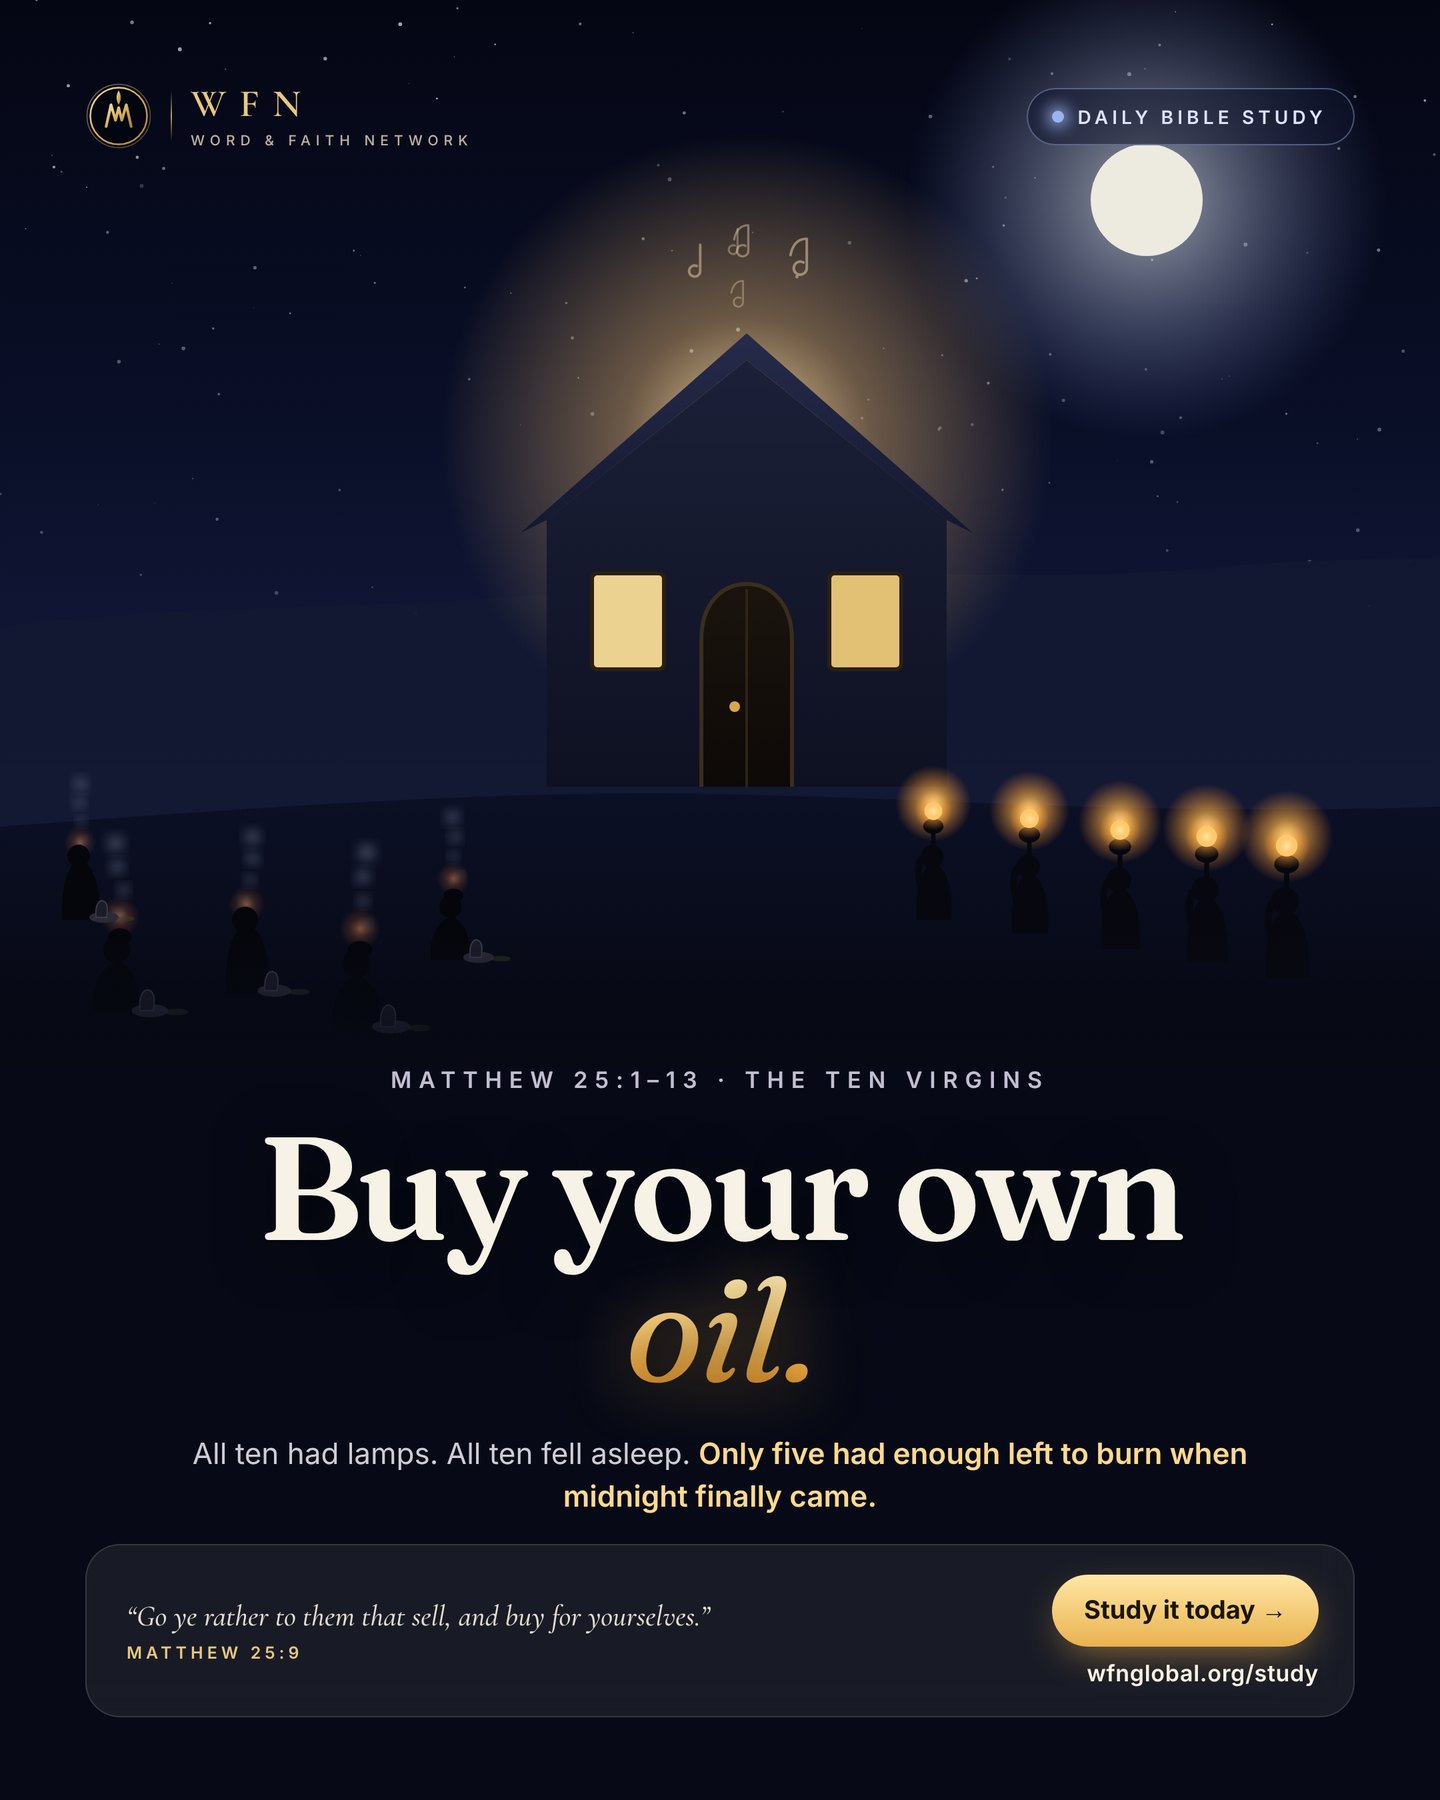 WFN
WORD & FAITH NETWORK
DAILY BIBLE STUDY
MATTHEW 25:1–13 · THE TEN VIRGINS
Buy your own
oil.
All ten had lamps. All ten fell asleep. Only five had enough left to burn when
midnight finally came.
“Go ye rather to them that sell, and buy for yourselves.”
MATTHEW 25:9
Study it today →
wfnglobal.org/study